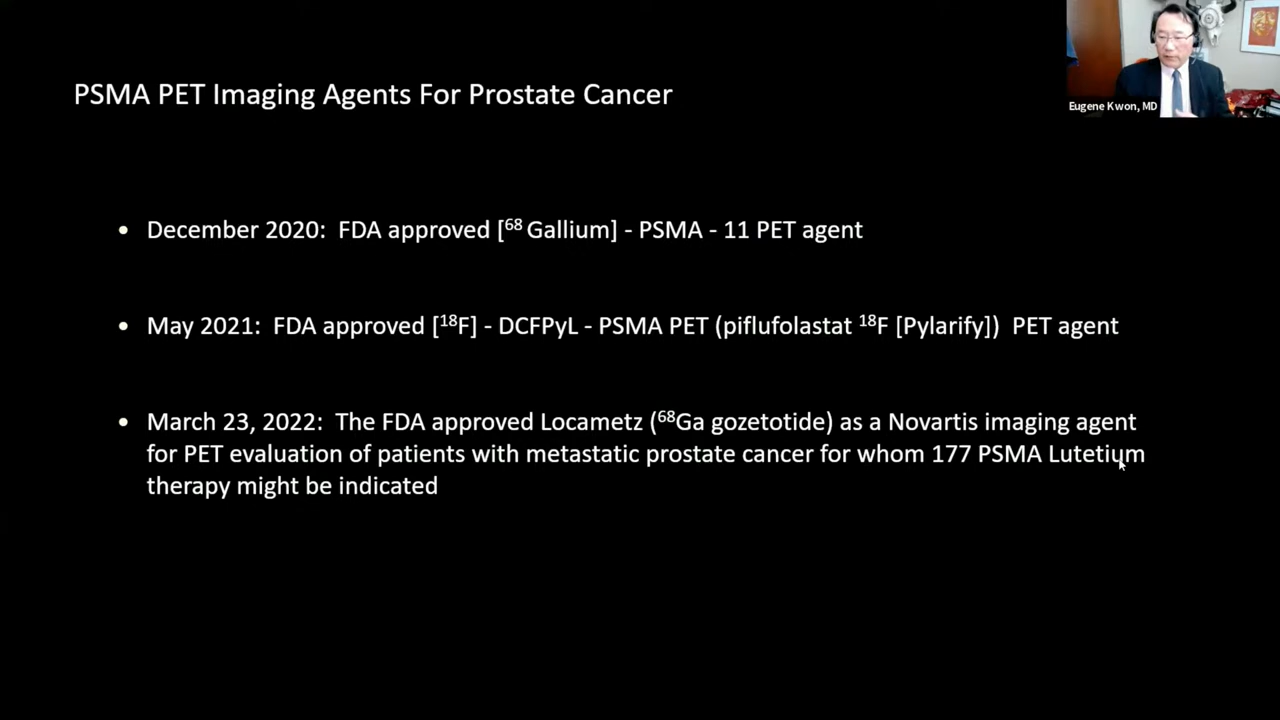 PSMA PET Imaging Agents For Prostate Cancer
Eugene Kwon, MD
• December 2020: FDA approved [⁶⁸ Gallium] - PSMA - 11 PET agent
• May 2021: FDA approved [¹⁸F] - DCFPyL - PSMA PET (piflufolastat ¹⁸F [Pylarify]) PET agent
• March 23, 2022: The FDA approved Locametz (⁶⁸Ga gozetotide) as a Novartis imaging agent
for PET evaluation of patients with metastatic prostate cancer for whom 177 PSMA Lutetium
therapy might be indicated